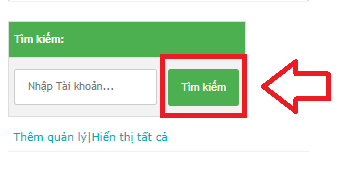 Tìm kiếm:
Nhập Tài khoản... Tìm kiếm
Thêm quản lý|Hiển thị tất cả